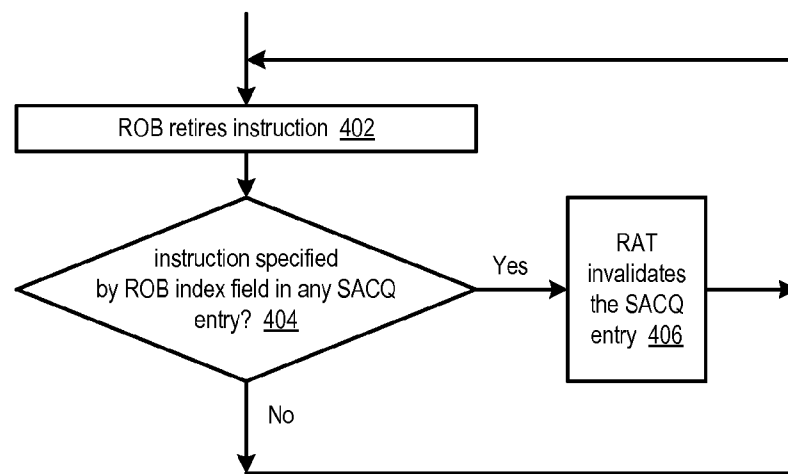 ROB retires instruction 402
instruction specified
by ROB index field in any SACQ
entry? 404
Yes
RAT
invalidates
the SACQ
entry 406
No